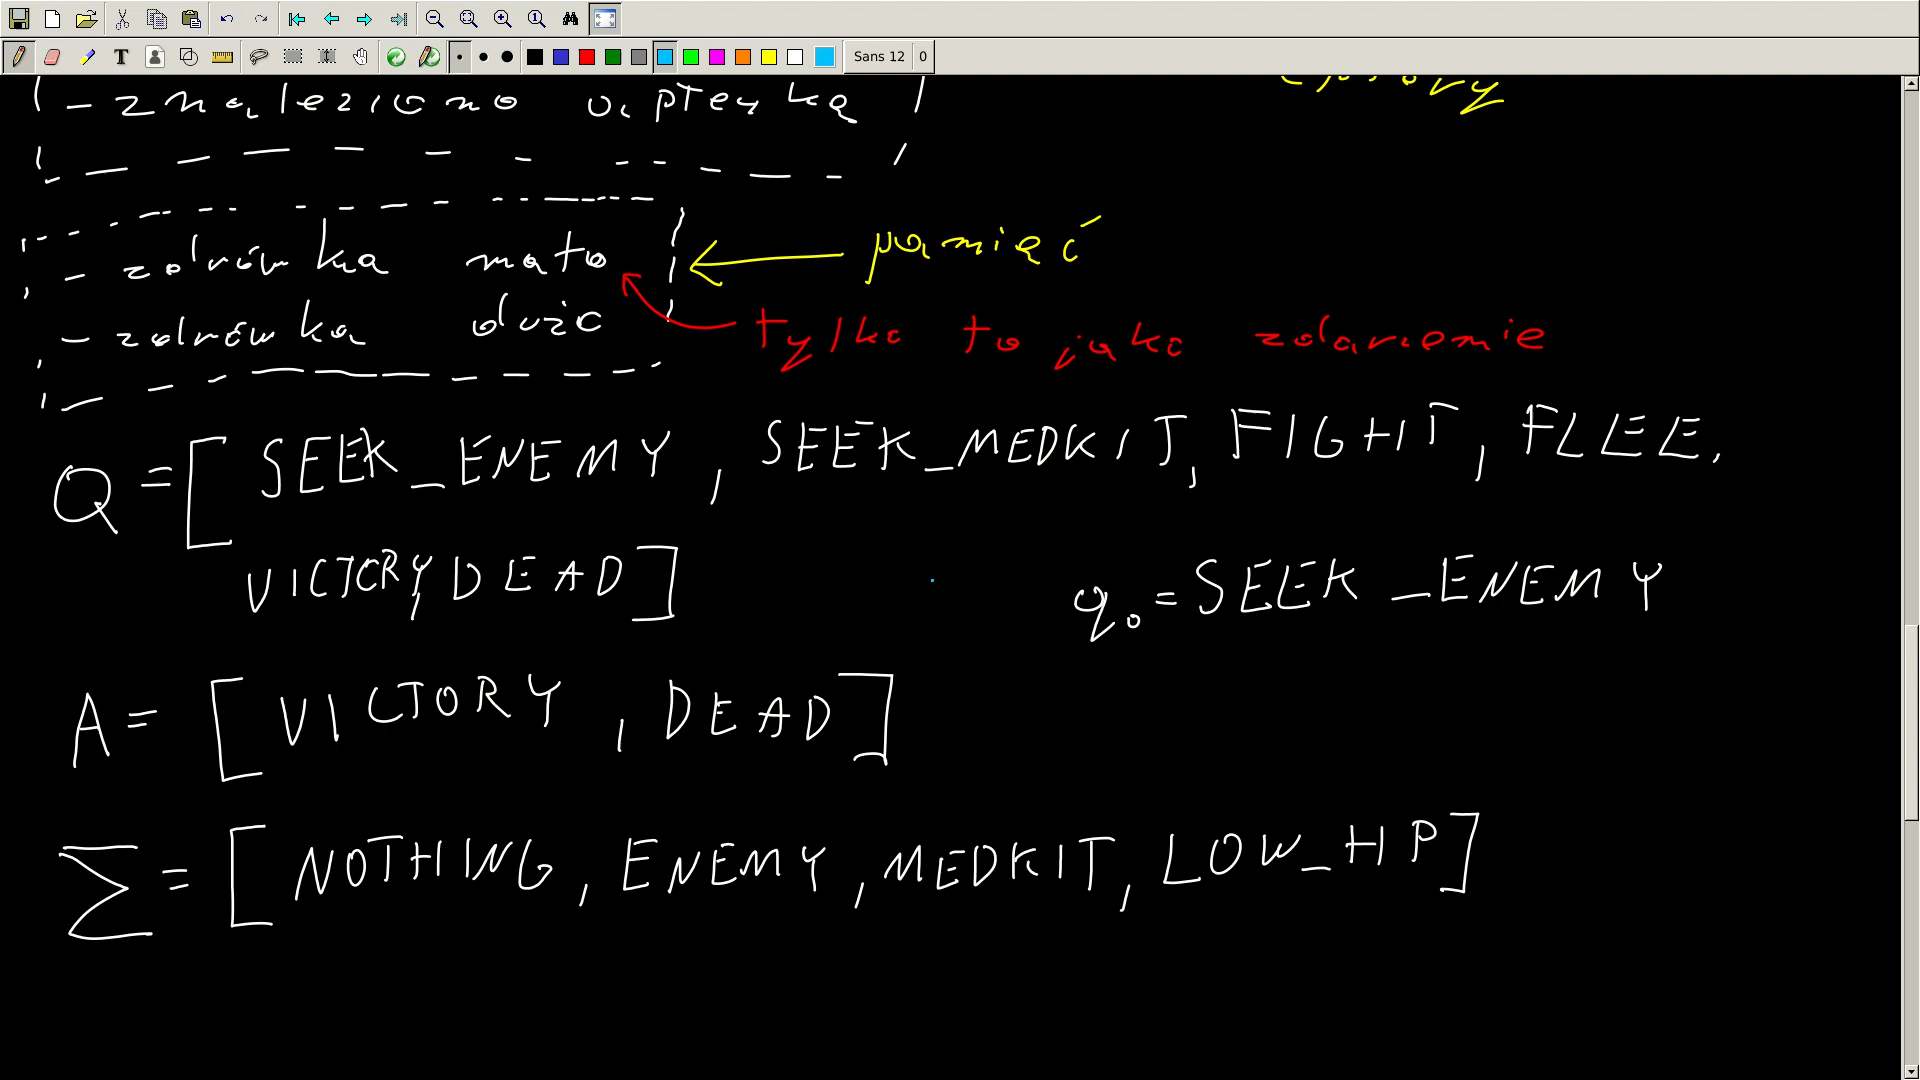 Sans 12 0
- znaleziono apteykę
- zdrówka mało
pamięć
- zdrówka dużo
tylko to jako zdarzenie
Q = [ SEEK_ENEMY, SEEK_MEDKIT, FIGHT, FLEE,
VICTORY, DEAD ]
q0 = SEEK_ENEMY
A = [ VICTORY, DEAD ]
Σ = [ NOTHING, ENEMY, MEDKIT, LOW_HP ]